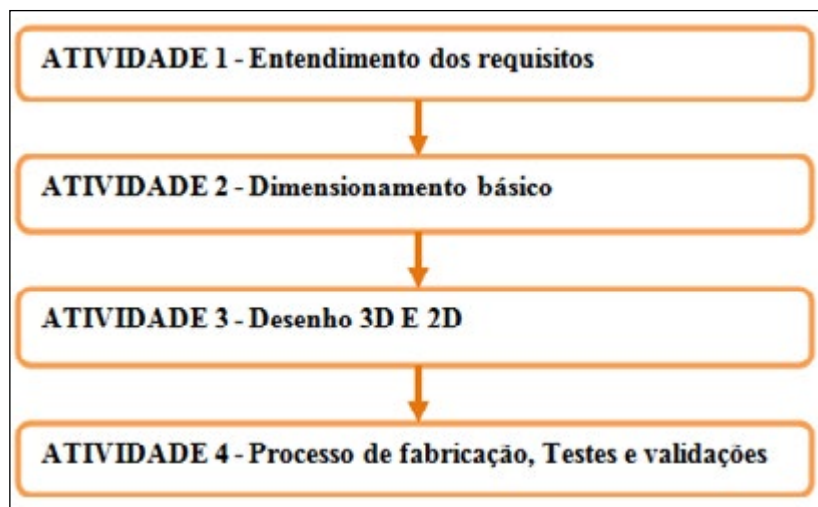 ATIVIDADE 1 - Entendimento dos requisitos
ATIVIDADE 2 - Dimensionamento básico
ATIVIDADE 3 - Desenho 3D E 2D
ATIVIDADE 4 - Processo de fabricação, Testes e validações